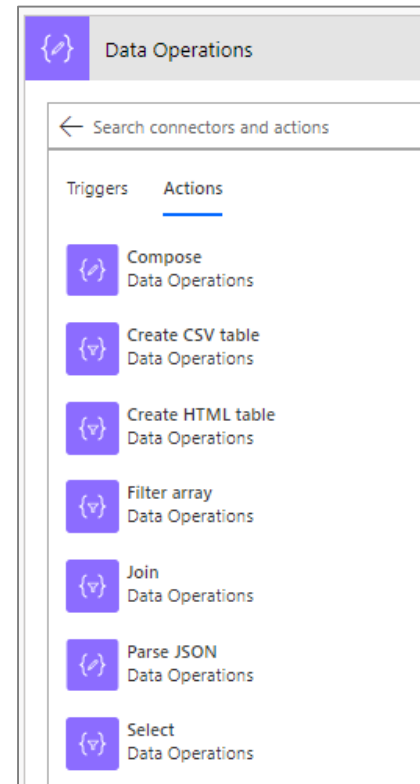 Data Operations
Search connectors and actions
Triggers Actions
Compose
Data Operations
Create CSV table
Data Operations
Create HTML table
Data Operations
Filter array
Data Operations
Join
Data Operations
Parse JSON
Data Operations
Select
Data Operations